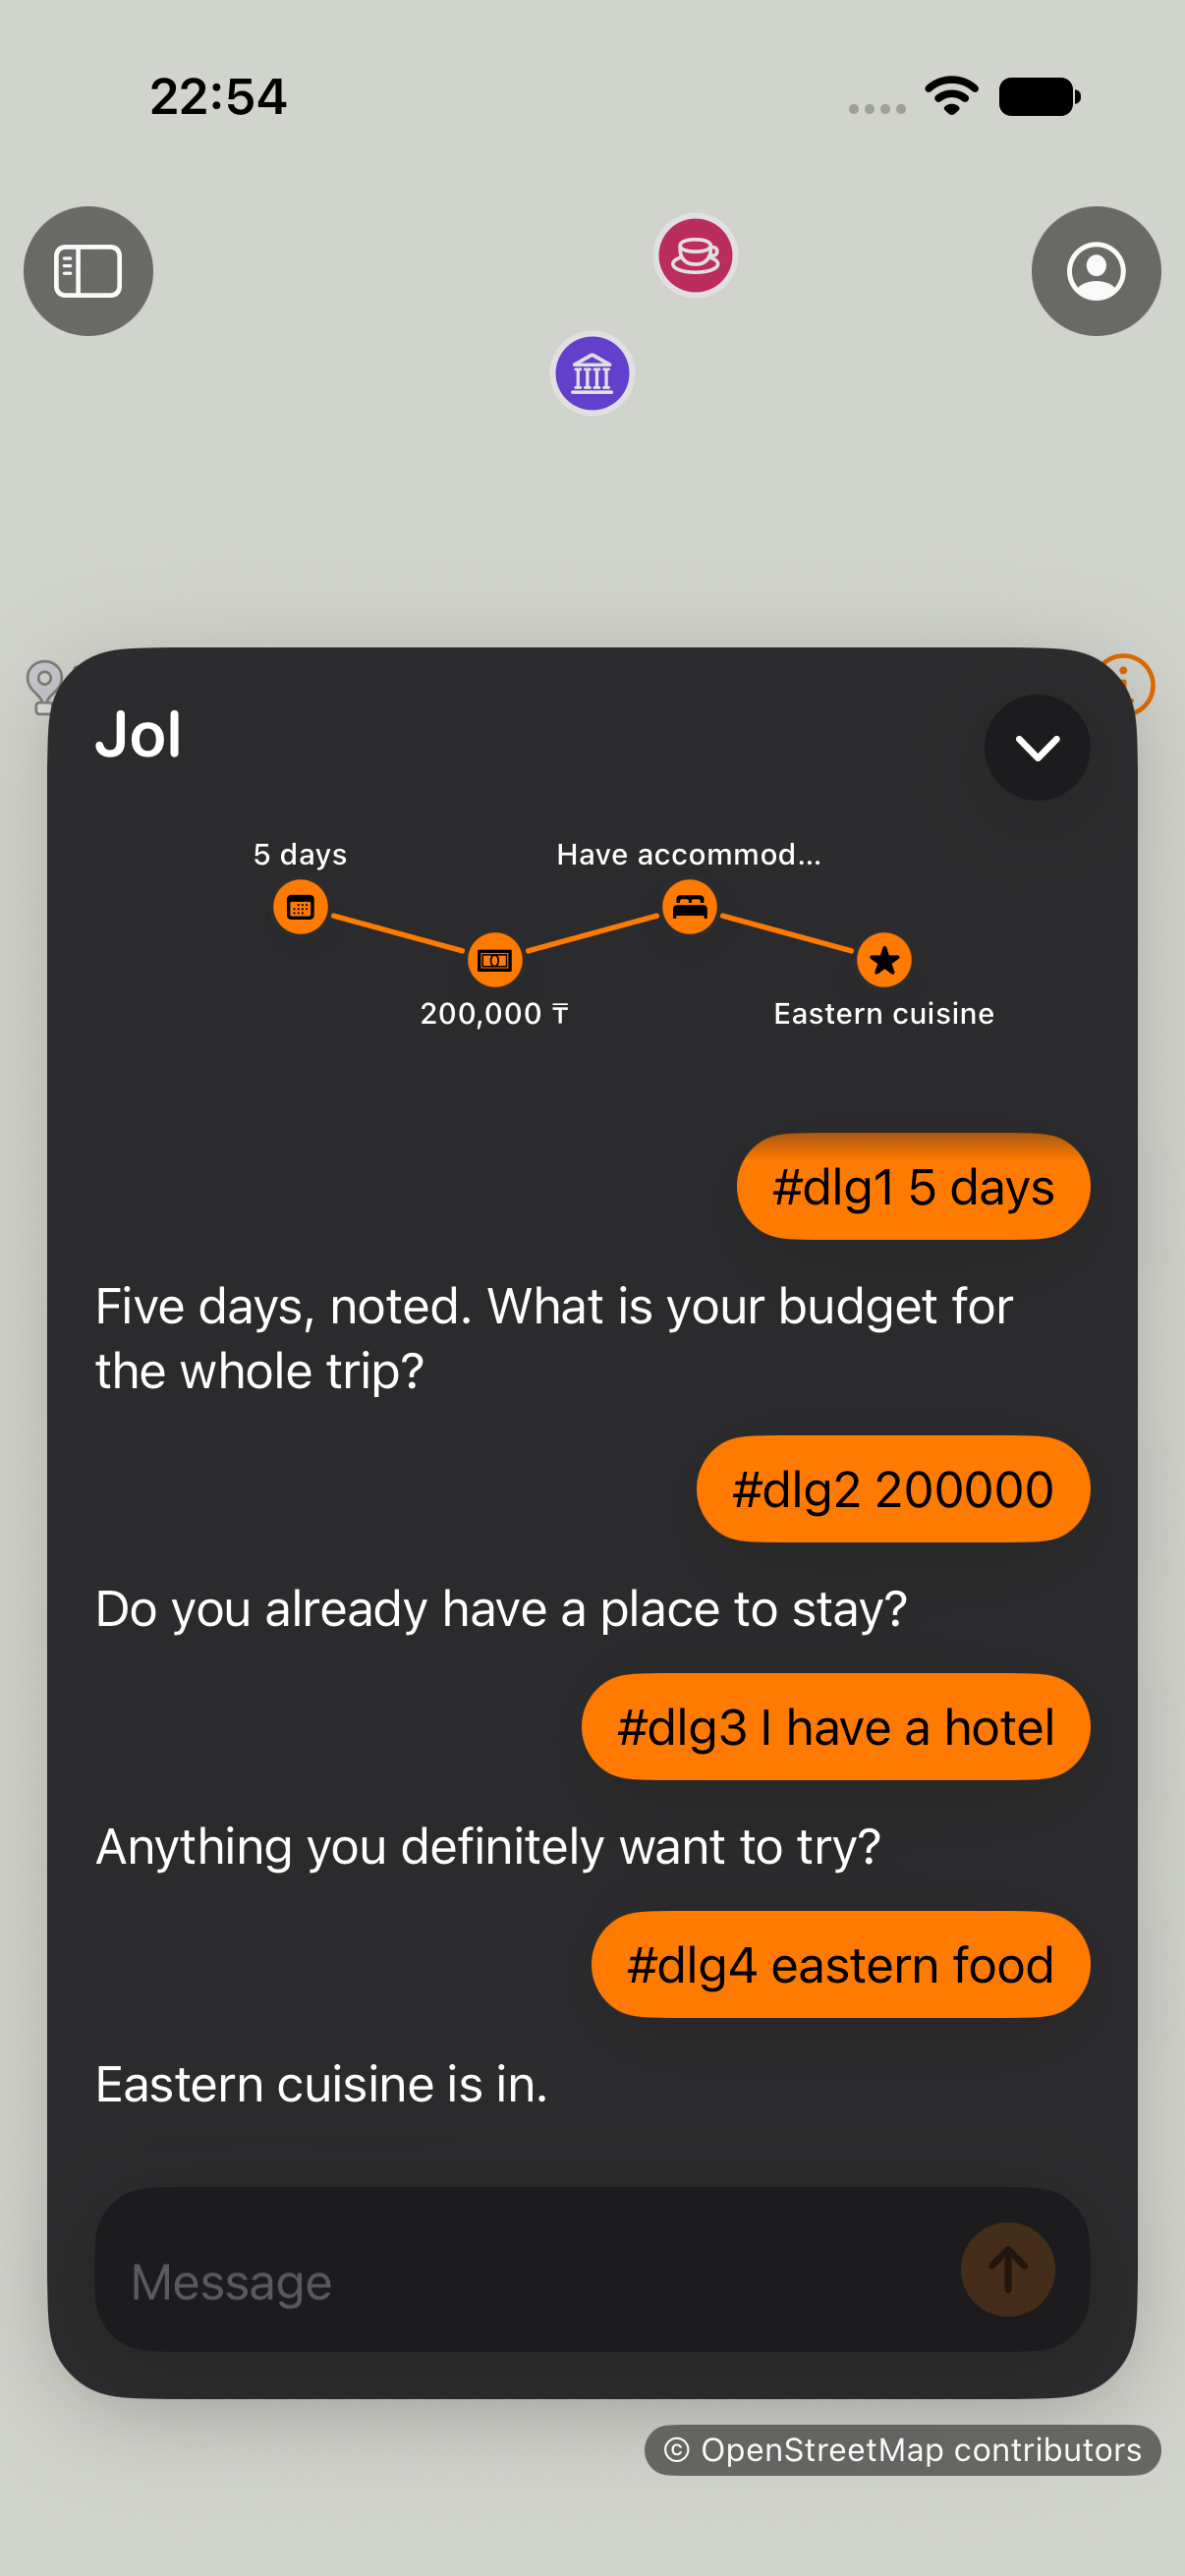 22:54
Jol
5 days
Have accommod...
200,000 ₸
Eastern cuisine
#dlg1 5 days
Five days, noted. What is your budget for
the whole trip?
#dlg2 200000
Do you already have a place to stay?
#dlg3 I have a hotel
Anything you definitely want to try?
#dlg4 eastern food
Eastern cuisine is in.
Message
© OpenStreetMap contributors